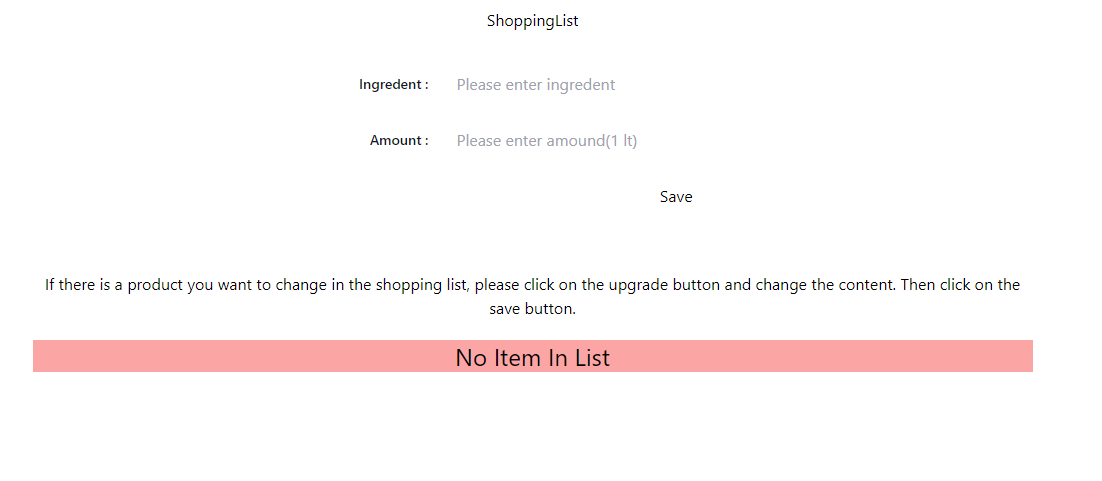 ShoppingList
Ingredent :
Please enter ingredent
Amount :
Please enter amound(1 lt)
Save
If there is a product you want to change in the shopping list, please click on the upgrade button and change the content. Then click on the
save button.
No Item In List